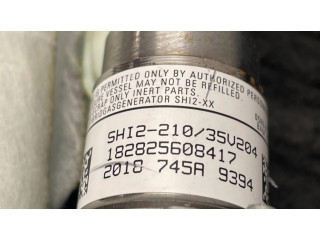 PERMITTED ONLY BY AUTHORIZED
VESSEL MAY NOT BE REFILLED
ONLY INERT PARTS.
GASGENERATOR SHI2-XX
SHI2-210/35V204
182825608417
2018 745A 9394